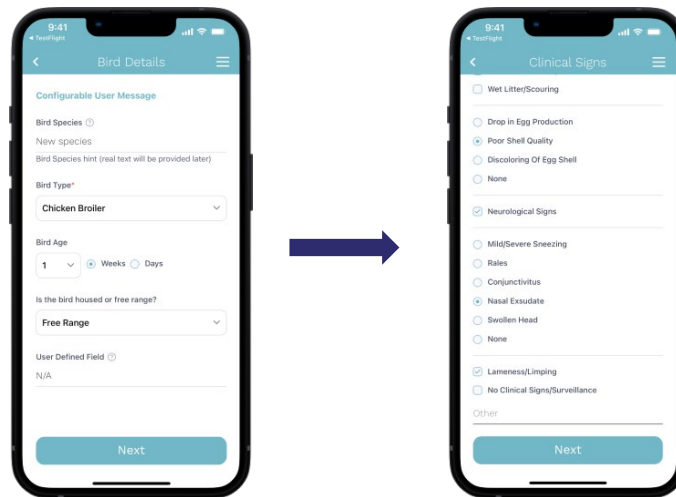 9:41
◀ TestFlight
Bird Details
Configurable User Message
Bird Species ?
New species
Bird Species hint (real text will be provided later)
Bird Type*
Chicken Broiler
Bird Age
1 Weeks Days
Is the bird housed or free range?
Free Range
User Defined Field ?
N/A
Next
9:41
◀ TestFlight
Clinical Signs
Wet Litter/Scouring
Drop in Egg Production
Poor Shell Quality
Discoloring Of Egg Shell
None
Neurological Signs
Mild/Severe Sneezing
Rales
Conjunctivitus
Nasal Exsudate
Swollen Head
None
Lameness/Limping
No Clinical Signs/Surveillance
Other
Next